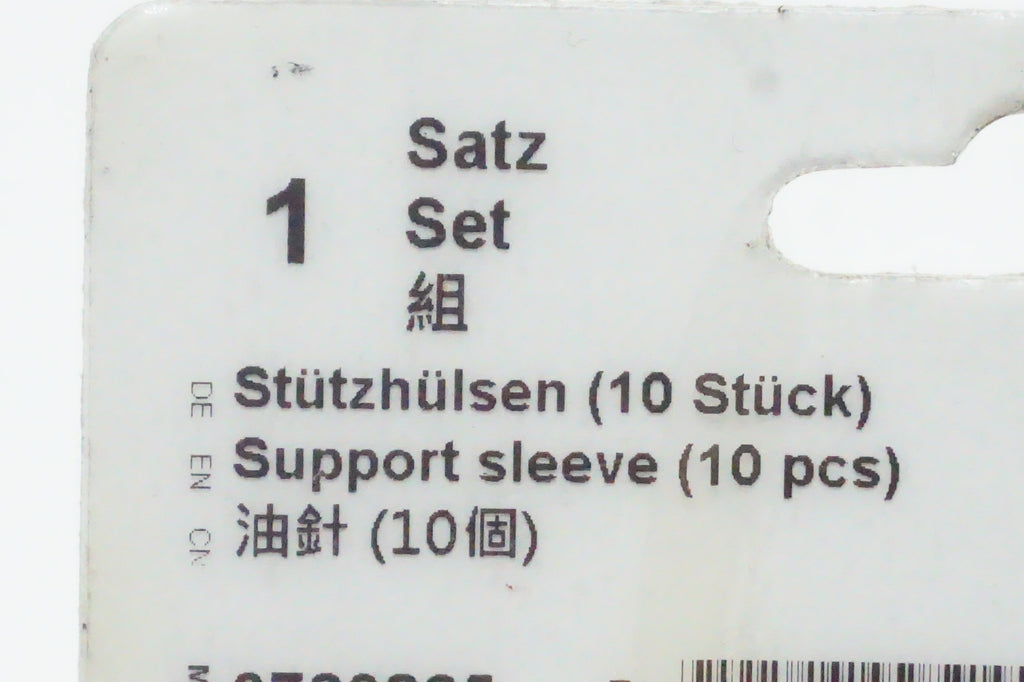 1
Satz
Set
組
DE Stützhülsen (10 Stück)
EN Support sleeve (10 pcs)
CN 油針 (10個)